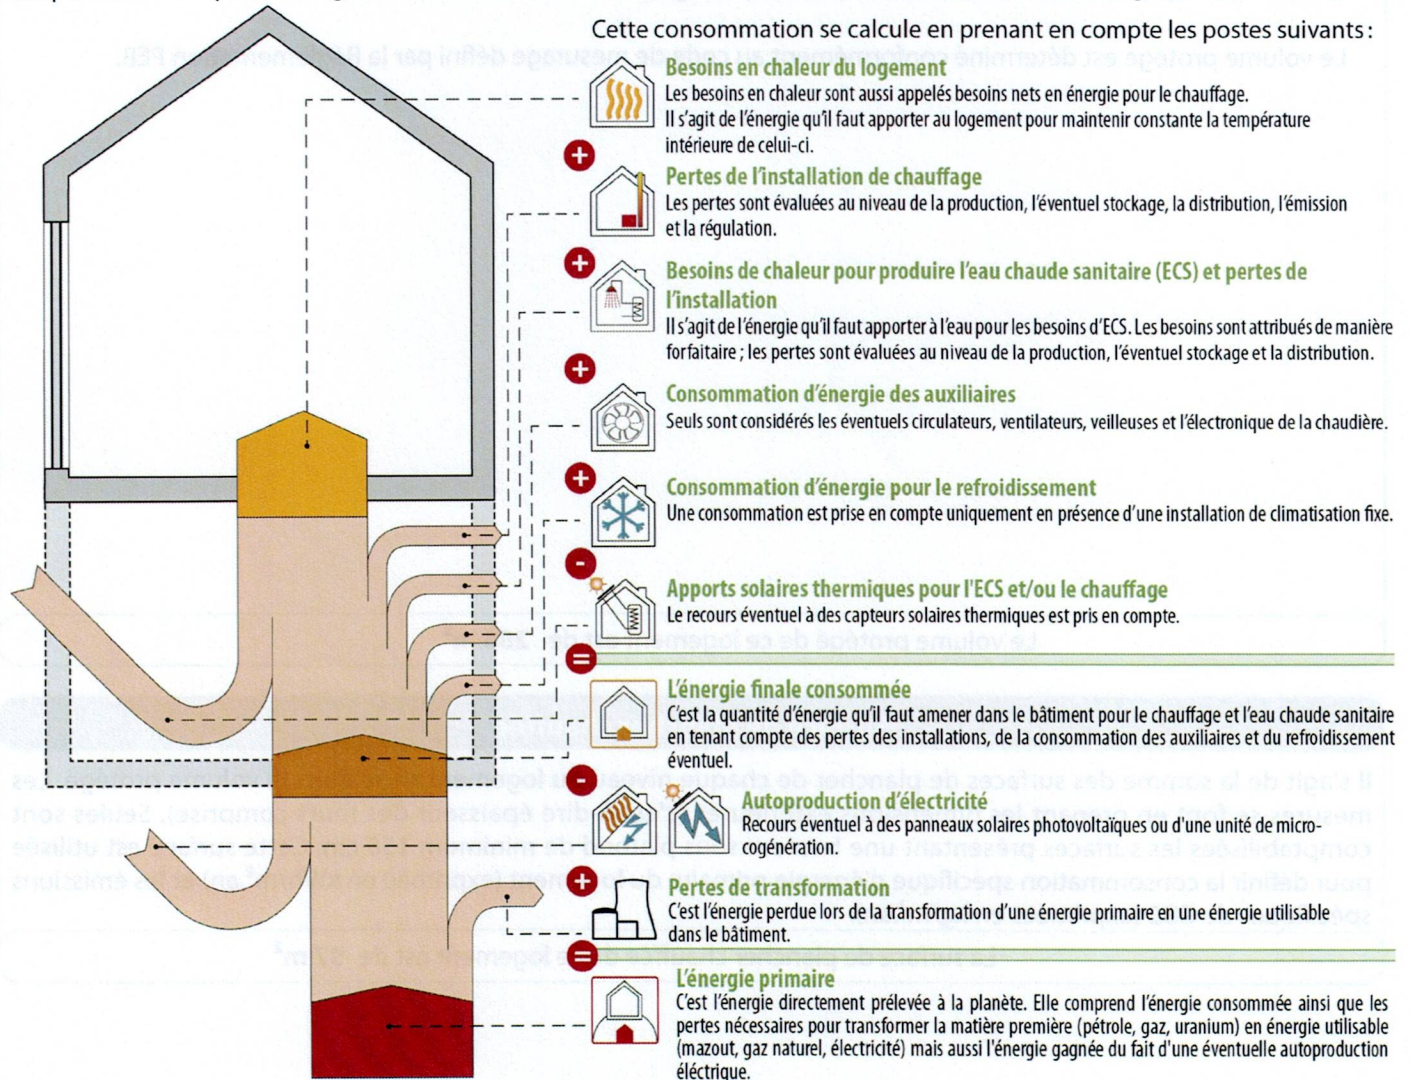 Cette consommation se calcule en prenant en compte les postes suivants :
Besoins en chaleur du logement
Les besoins en chaleur sont aussi appelés besoins nets en énergie pour le chauffage.
Il s'agit de l'énergie qu'il faut apporter au logement pour maintenir constante la température
intérieure de celui-ci.
+
Pertes de l'installation de chauffage
Les pertes sont évaluées au niveau de la production, l'éventuel stockage, la distribution, l'émission
et la régulation.
+
Besoins de chaleur pour produire l'eau chaude sanitaire (ECS) et pertes de
l'installation
Il s'agit de l'énergie qu'il faut apporter à l'eau pour les besoins d'ECS. Les besoins sont attribués de manière
forfaitaire ; les pertes sont évaluées au niveau de la production, l'éventuel stockage et la distribution.
+
Consommation d'énergie des auxiliaires
Seuls sont considérés les éventuels circulateurs, ventilateurs, veilleuses et l'électronique de la chaudière.
+
Consommation d'énergie pour le refroidissement
Une consommation est prise en compte uniquement en présence d'une installation de climatisation fixe.
-
Apports solaires thermiques pour l'ECS et/ou le chauffage
Le recours éventuel à des capteurs solaires thermiques est pris en compte.
=
L'énergie finale consommée
C'est la quantité d'énergie qu'il faut amener dans le bâtiment pour le chauffage et l'eau chaude sanitaire
en tenant compte des pertes des installations, de la consommation des auxiliaires et du refroidissement
éventuel.
-
Autoproduction d'électricité
Recours éventuel à des panneaux solaires photovoltaïques ou d'une unité de micro-
cogénération.
+
Pertes de transformation
C'est l'énergie perdue lors de la transformation d'une énergie primaire en une énergie utilisable
dans le bâtiment.
=
L'énergie primaire
C'est l'énergie directement prélevée à la planète. Elle comprend l'énergie consommée ainsi que les
pertes nécessaires pour transformer la matière première (pétrole, gaz, uranium) en énergie utilisable
(mazout, gaz naturel, électricité) mais aussi l'énergie gagnée du fait d'une éventuelle autoproduction
électrique.